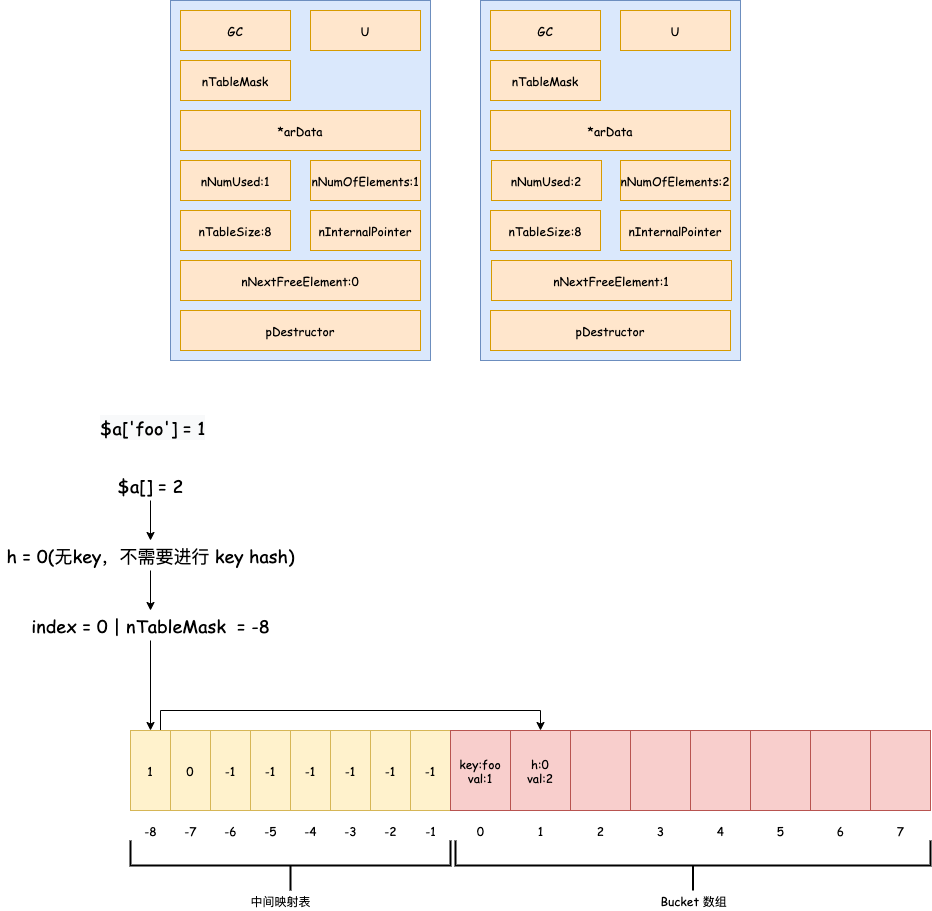 GC U GC U
nTableMask nTableMask
*arData *arData
nNumUsed:1 nNumOfElements:1 nNumUsed:2 nNumOfElements:2
nTableSize:8 nInternalPointer nTableSize:8 nInternalPointer
nNextFreeElement:0 nNextFreeElement:1
pDestructor pDestructor
$a['foo'] = 1
$a[] = 2
h = 0(无key，不需要进行 key hash)
index = 0 | nTableMask = -8
1 0 -1 -1 -1 -1 -1 -1 key:foo h:0
val:1 val:2
-8 -7 -6 -5 -4 -3 -2 -1 0 1 2 3 4 5 6 7
中间映射表 Bucket 数组